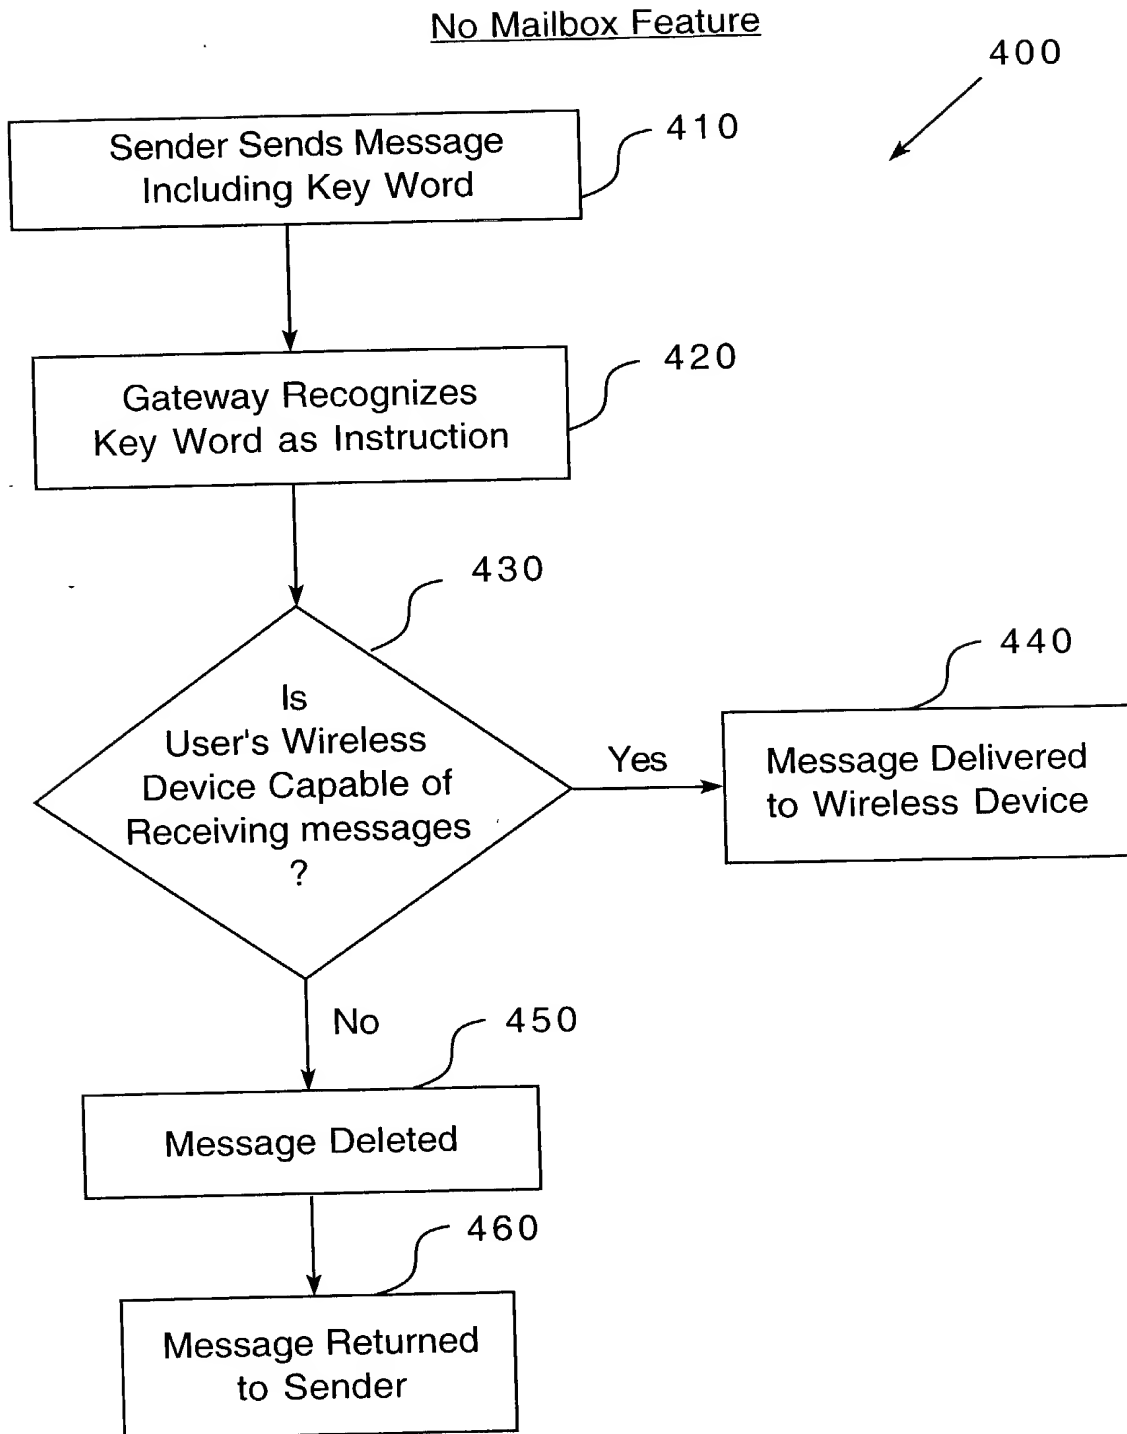 No Mailbox Feature
400
Sender Sends Message
Including Key Word
410
Gateway Recognizes
Key Word as Instruction
420
430
Is
User's Wireless
Device Capable of
Receiving messages
?
Yes
440
Message Delivered
to Wireless Device
No
450
Message Deleted
460
Message Returned
to Sender